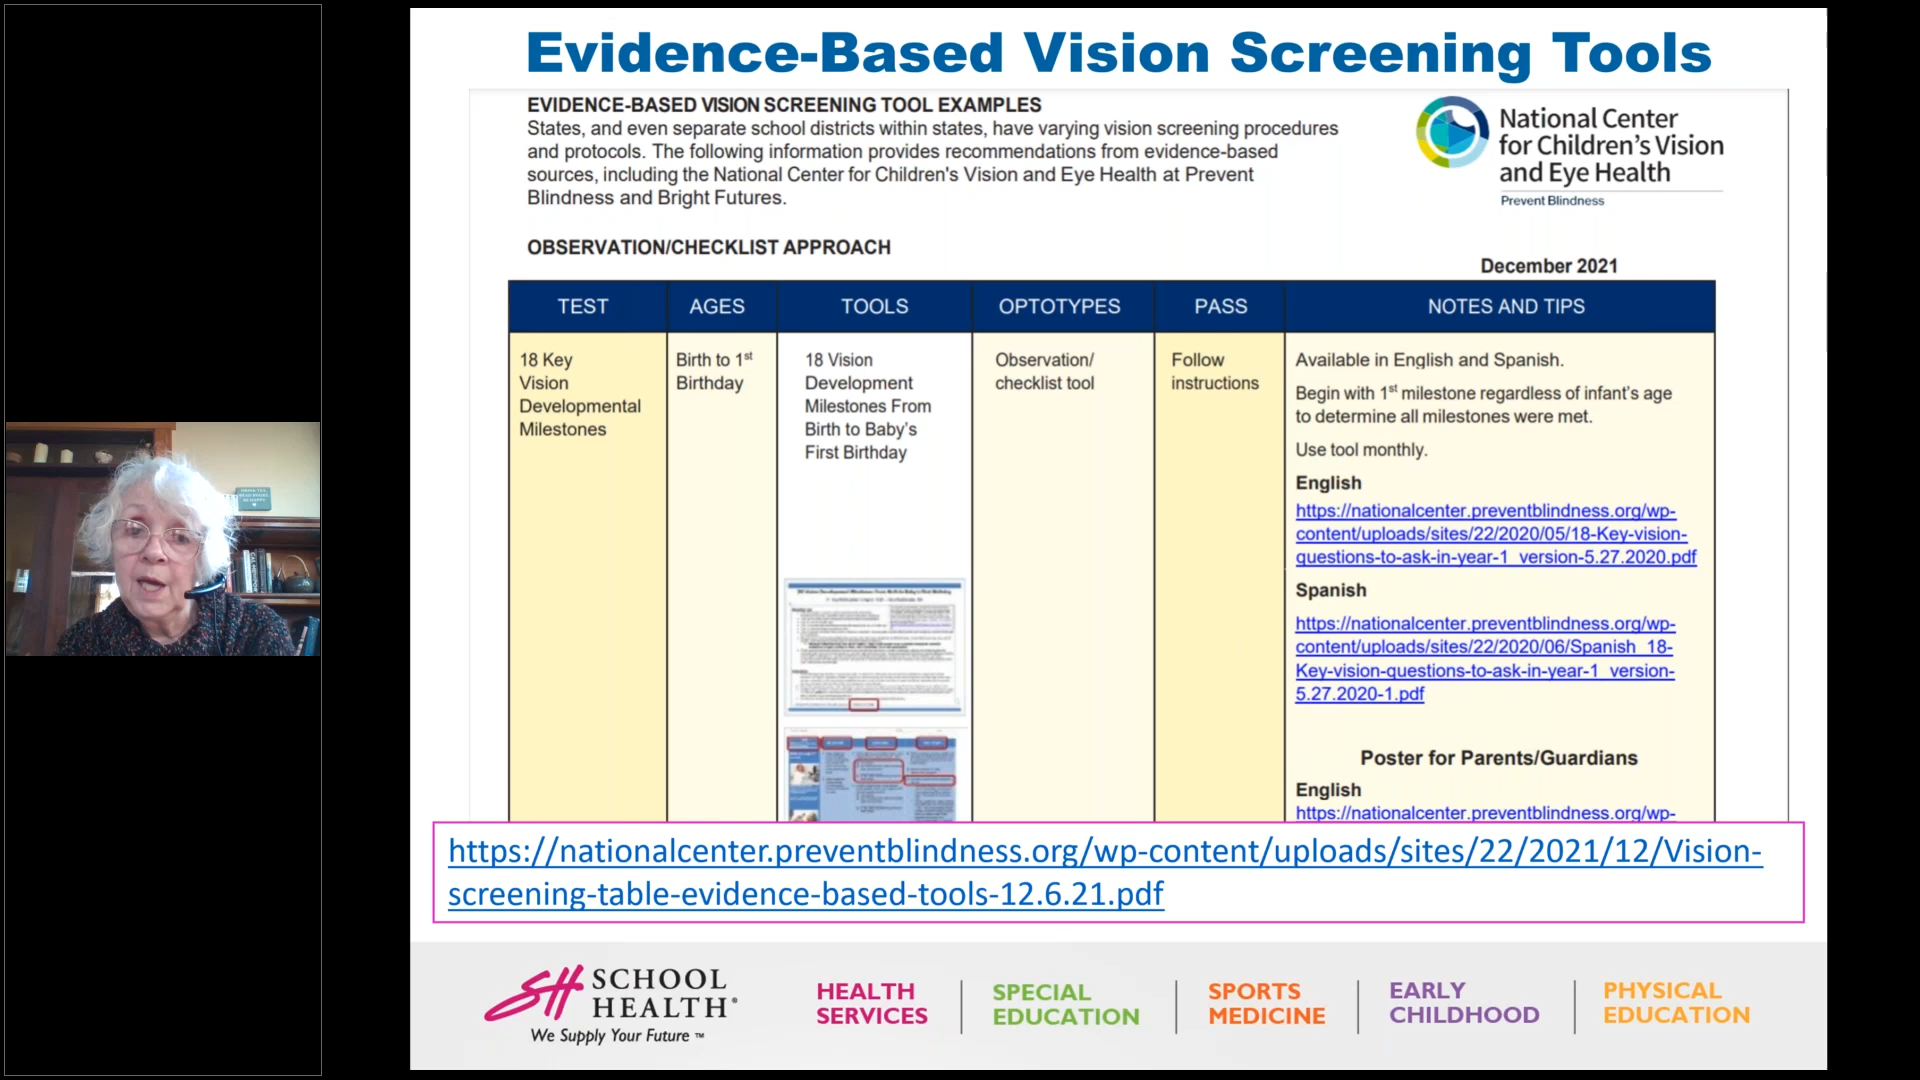 Evidence-Based Vision Screening Tools
EVIDENCE-BASED VISION SCREENING TOOL EXAMPLES
States, and even separate school districts within states, have varying vision screening procedures
and protocols. The following information provides recommendations from evidence-based
sources, including the National Center for Children's Vision and Eye Health at Prevent
Blindness and Bright Futures.
National Center
for Children's Vision
and Eye Health
Prevent Blindness
OBSERVATION/CHECKLIST APPROACH
December 2021
TEST
AGES
TOOLS
OPTOTYPES
PASS
NOTES AND TIPS
18 Key
Vision
Developmental
Milestones
Birth to 1st
Birthday
18 Vision
Development
Milestones From
Birth to Baby's
First Birthday
Observation/
checklist tool
Follow
instructions
Available in English and Spanish.
Begin with 1st milestone regardless of infant's age
to determine all milestones were met.
Use tool monthly.
English
https://nationalcenter.preventblindness.org/wp-
content/uploads/sites/22/2020/05/18-Key-vision-
questions-to-ask-in-year-1_version-5.27.2020.pdf
Spanish
https://nationalcenter.preventblindness.org/wp-
content/uploads/sites/22/2020/06/Spanish_18-
Key-vision-questions-to-ask-in-year-1_version-
5.27.2020-1.pdf
Poster for Parents/Guardians
English
https://nationalcenter.preventblindness.org/wp-
https://nationalcenter.preventblindness.org/wp-content/uploads/sites/22/2021/12/Vision-
screening-table-evidence-based-tools-12.6.21.pdf
SH SCHOOL
HEALTH®
We Supply Your Future ™
HEALTH
SERVICES
SPECIAL
EDUCATION
SPORTS
MEDICINE
EARLY
CHILDHOOD
PHYSICAL
EDUCATION